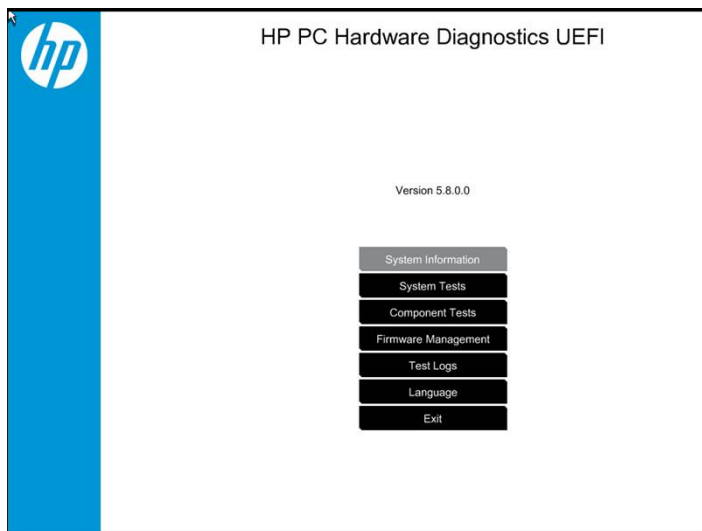 hp
HP PC Hardware Diagnostics UEFI
Version 5.8.0.0
System Information
System Tests
Component Tests
Firmware Management
Test Logs
Language
Exit